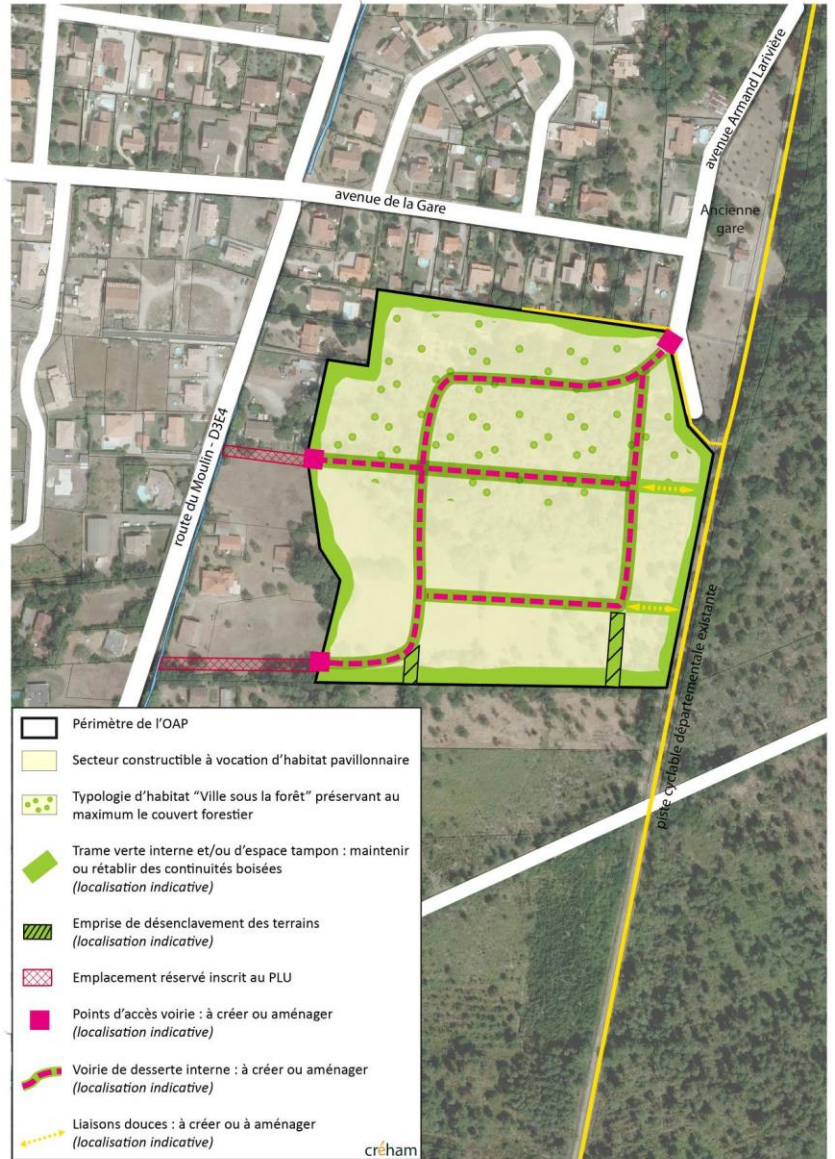 avenue Armand Larivière
avenue de la Gare
Ancienne
gare
route du Moulin - D3E4
piste cyclable départementale existante
Périmètre de l'OAP
Secteur constructible à vocation d'habitat pavillonnaire
Typologie d'habitat "Ville sous la forêt" préservant au
maximum le couvert forestier
Trame verte interne et/ou d'espace tampon : maintenir
ou rétablir des continuités boisées
(localisation indicative)
Emprise de désenclavement des terrains
(localisation indicative)
Emplacement réservé inscrit au PLU
Points d'accès voirie : à créer ou aménager
(localisation indicative)
Voirie de desserte interne : à créer ou aménager
(localisation indicative)
Liaisons douces : à créer ou à aménager
(localisation indicative)
créham